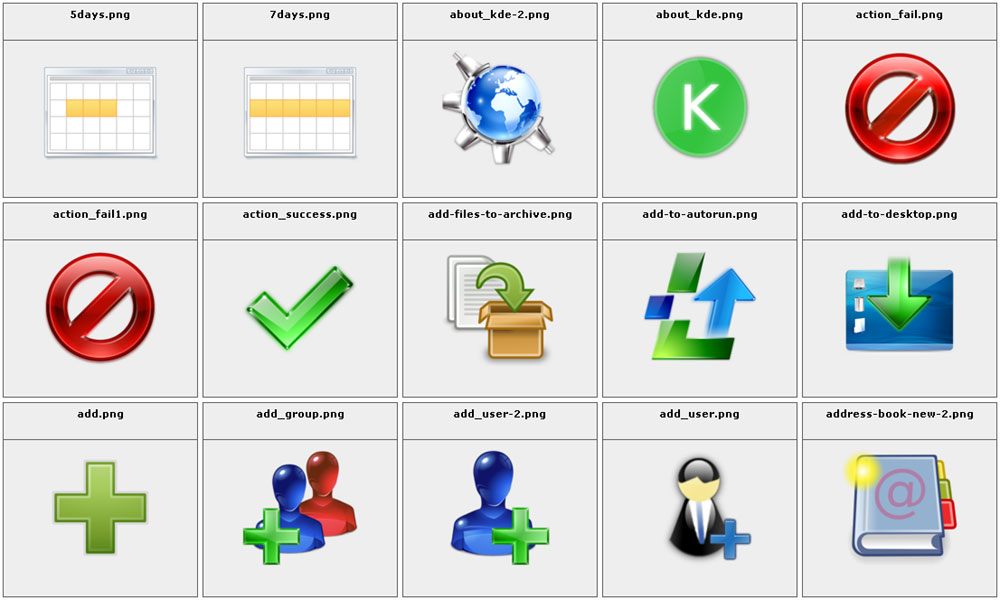 5days.png
7days.png
about_kde-2.png
about_kde.png
action_fail.png
K
action_fail1.png
action_success.png
add-files-to-archive.png
add-to-autorun.png
add-to-desktop.png
add.png
add_group.png
add_user-2.png
add_user.png
address-book-new-2.png
@